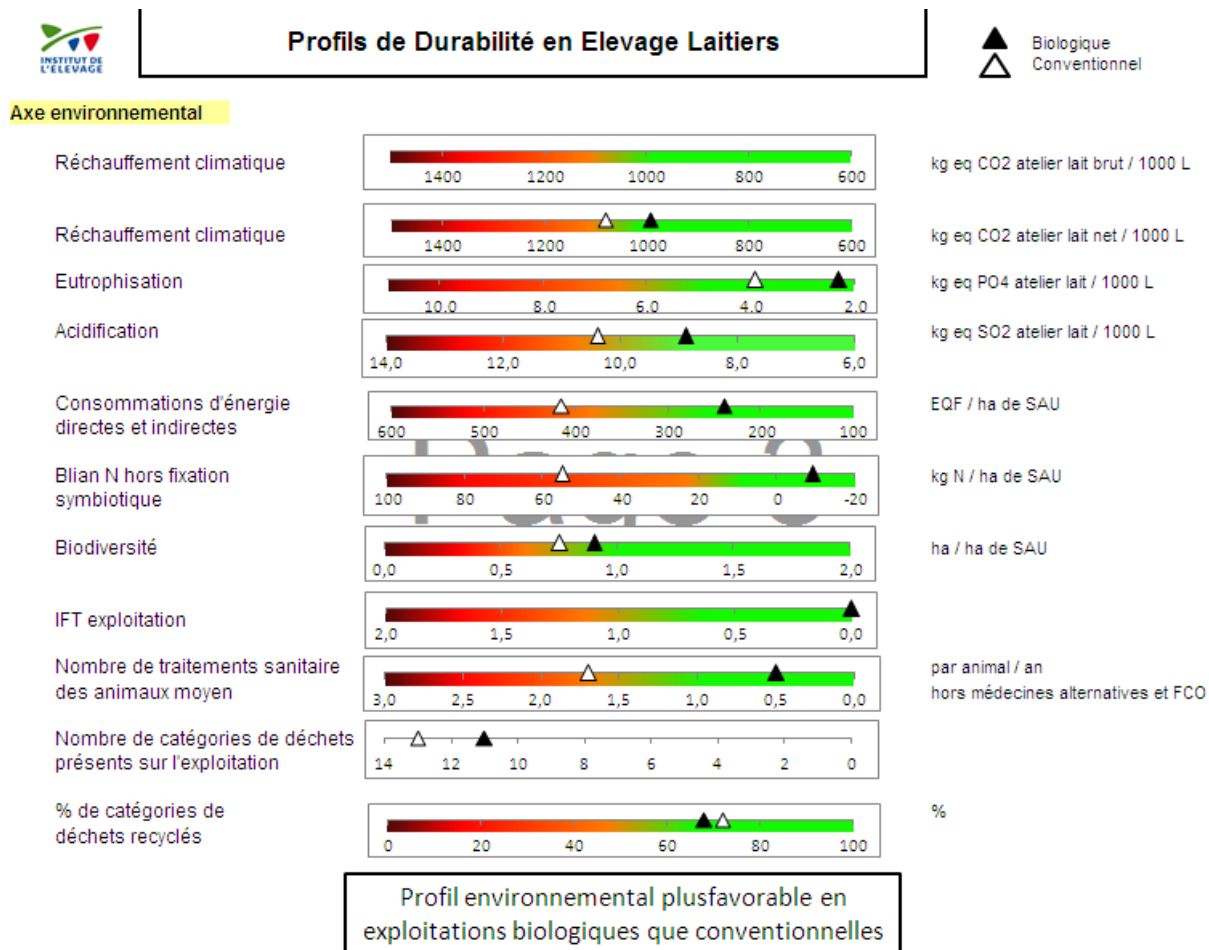 INSTITUT DE
L'ELEVAGE
Profils de Durabilité en Elevage Laitiers
Biologique
Conventionnel
Axe environnemental
Réchauffement climatique
1400 1200 1000 800 600
kg eq CO2 atelier lait brut / 1000 L
Réchauffement climatique
1400 1200 1000 800 600
kg eq CO2 atelier lait net / 1000 L
Eutrophisation
10.0 8.0 6.0 4.0 2.0
kg eq PO4 atelier lait / 1000 L
Acidification
14,0 12,0 10,0 8,0 6,0
kg eq SO2 atelier lait / 1000 L
Consommations d'énergie
directes et indirectes
600 500 400 300 200 100
EQF / ha de SAU
Blian N hors fixation
symbiotique
100 80 60 40 20 0 -20
kg N / ha de SAU
Biodiversité
0,0 0,5 1,0 1,5 2,0
ha / ha de SAU
IFT exploitation
2,0 1,5 1,0 0,5 0,0
Nombre de traitements sanitaire
des animaux moyen
3,0 2,5 2,0 1,5 1,0 0,5 0,0
par animal / an
hors médecines alternatives et FCO
Nombre de catégories de déchets
présents sur l'exploitation
14 12 10 8 6 4 2 0
% de catégories de
déchets recyclés
0 20 40 60 80 100
%
Profil environnemental plusfavorable en
exploitations biologiques que conventionnelles